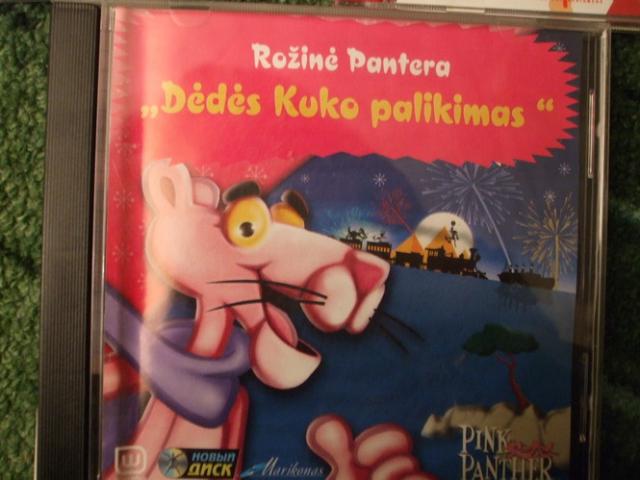 Rožinė Pantera
„Dėdės Kuko palikimas“
НОВЫЙ
ДИСК
Marikonas
PINK
PANTHER